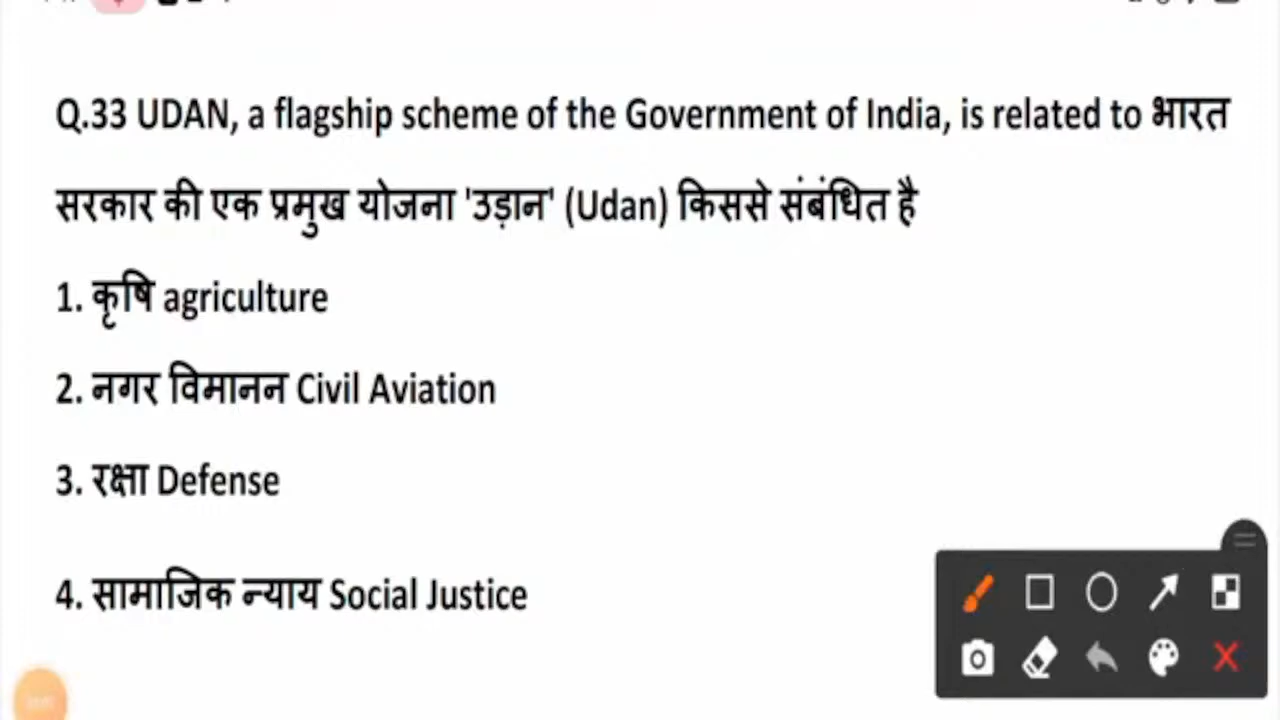 Q.33 UDAN, a flagship scheme of the Government of India, is related to भारत
सरकार की एक प्रमुख योजना 'उड़ान' (Udan) किससे संबंधित है
1. कृषि agriculture
2. नगर विमानन Civil Aviation
3. रक्षा Defense
4. सामाजिक न्याय Social Justice